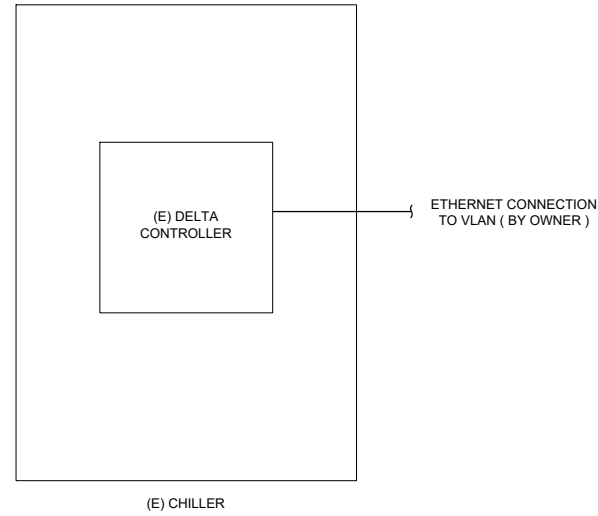 (E) DELTA
CONTROLLER
ETHERNET CONNECTION
TO VLAN ( BY OWNER )
(E) CHILLER